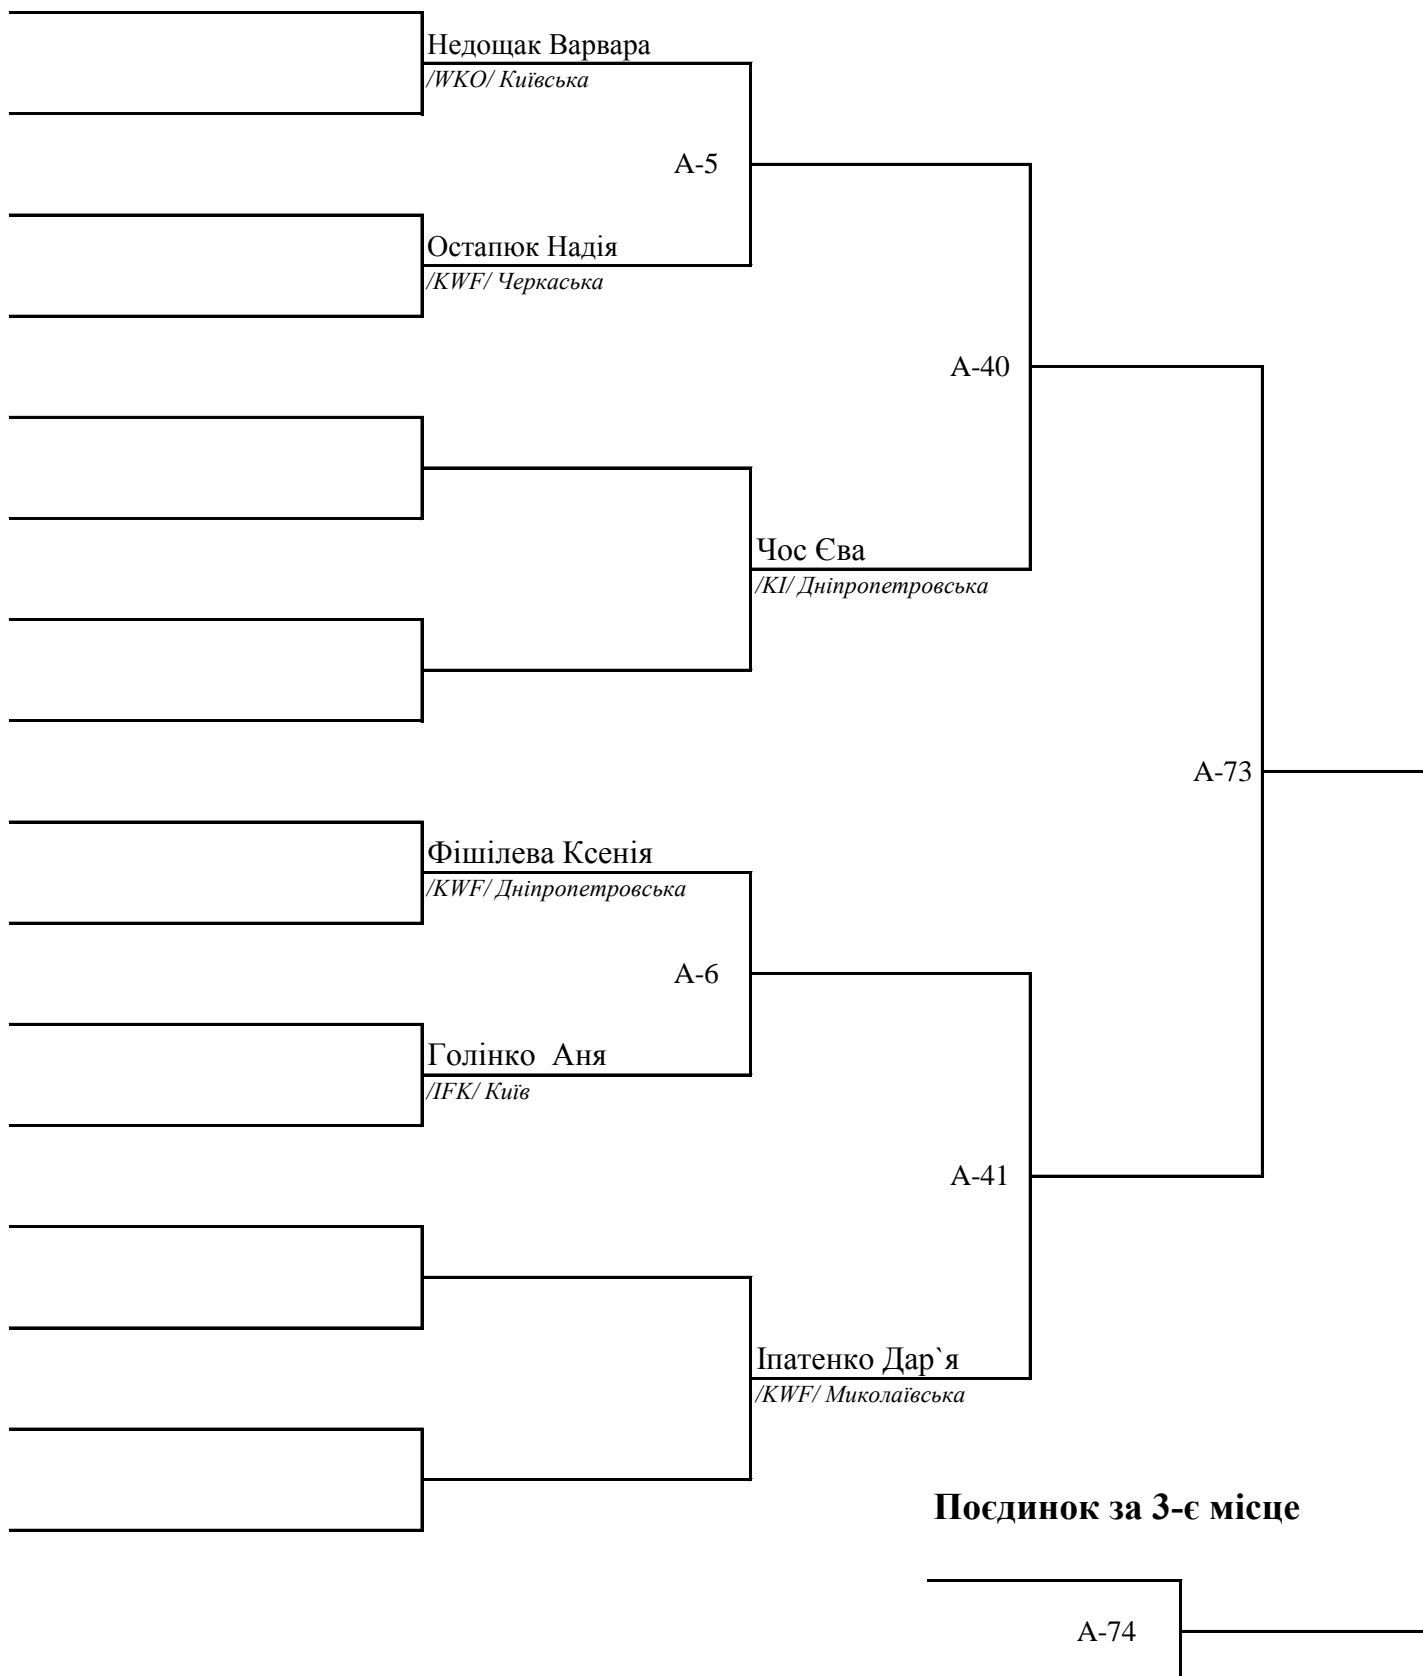 Недощак Варвара
/WKO/ Київська
А-5
Остапюк Надія
/KWF/ Черкаська
А-40
Чос Єва
/KI/ Дніпропетровська
А-73
Фішілева Ксенія
/KWF/ Дніпропетровська
А-6
Голінко  Аня
/IFK/ Київ
А-41
Іпатенко Дар`я
/KWF/ Миколаївська
Поєдинок за 3-є місце
А-74